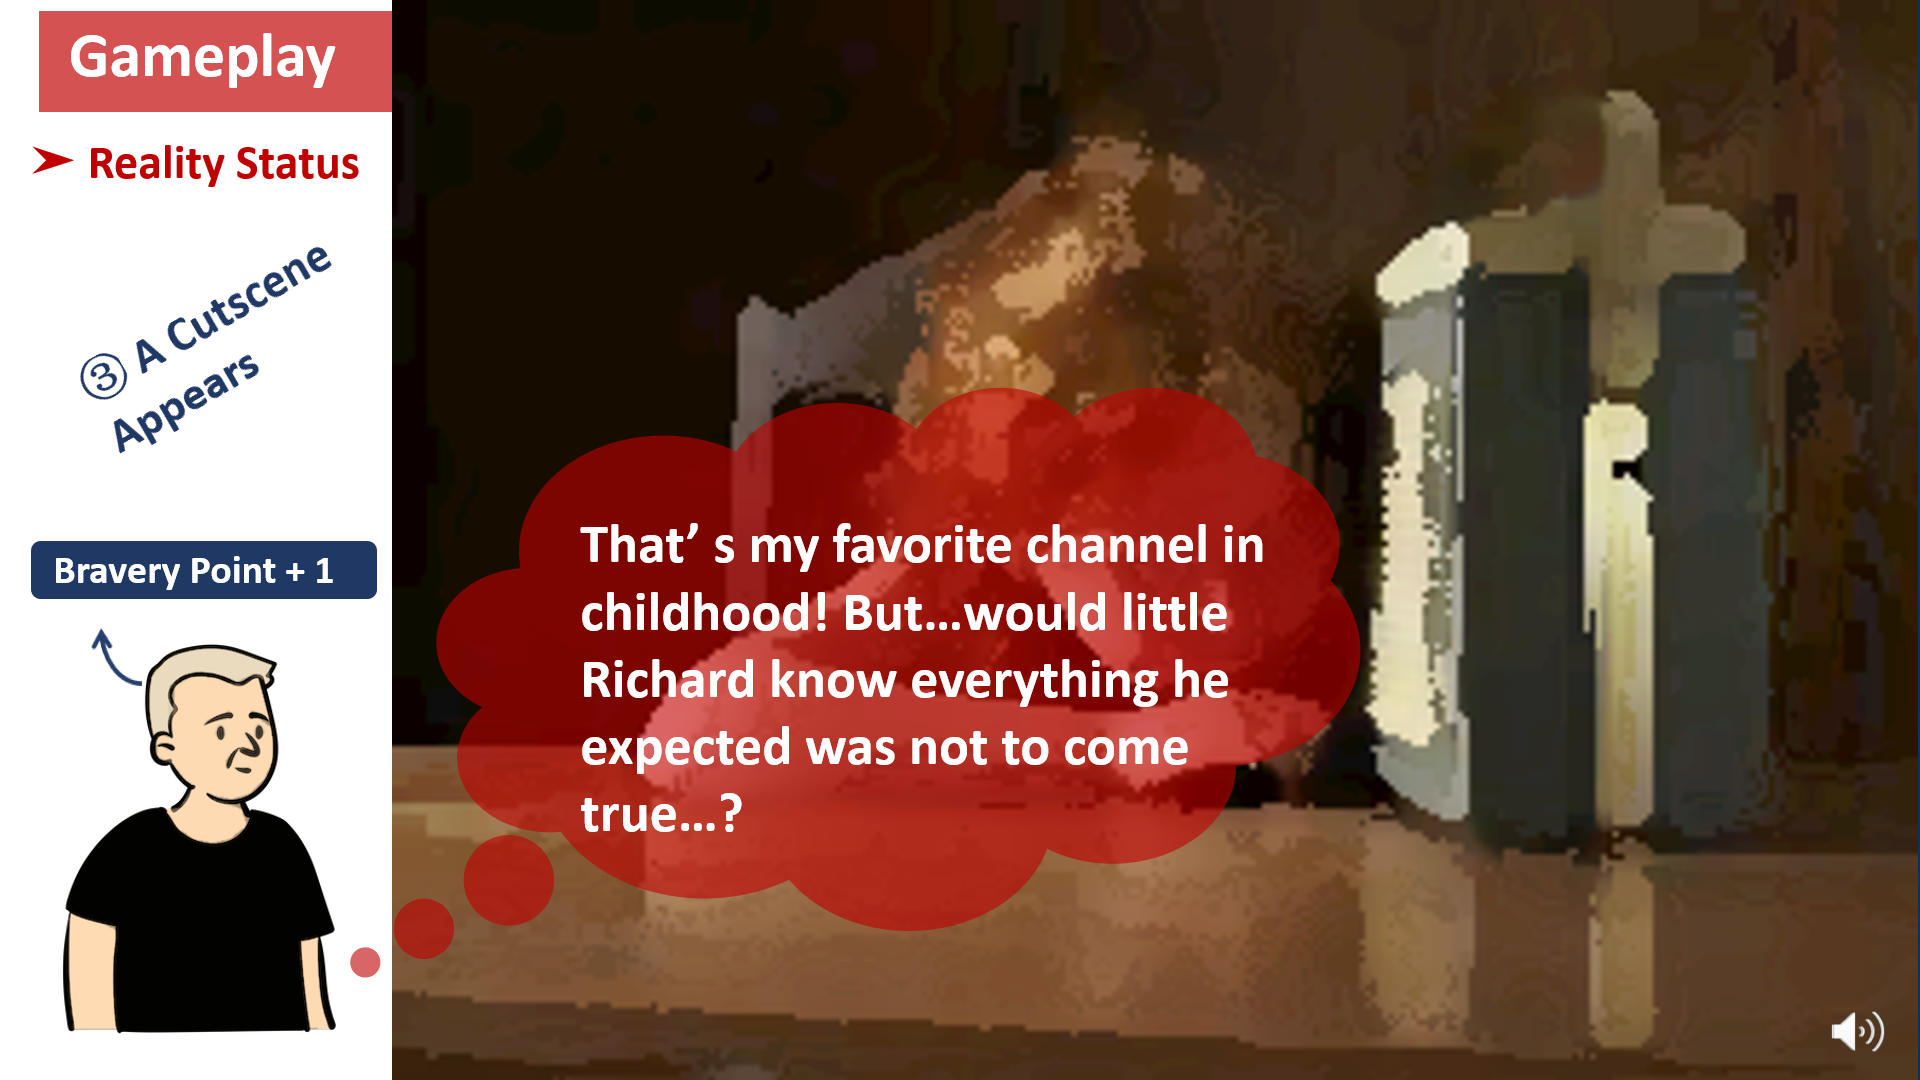 Gameplay
➤ Reality Status
③ A Cutscene
Appears
Bravery Point + 1
That’ s my favorite channel in
childhood! But…would little
Richard know everything he
expected was not to come
true…?